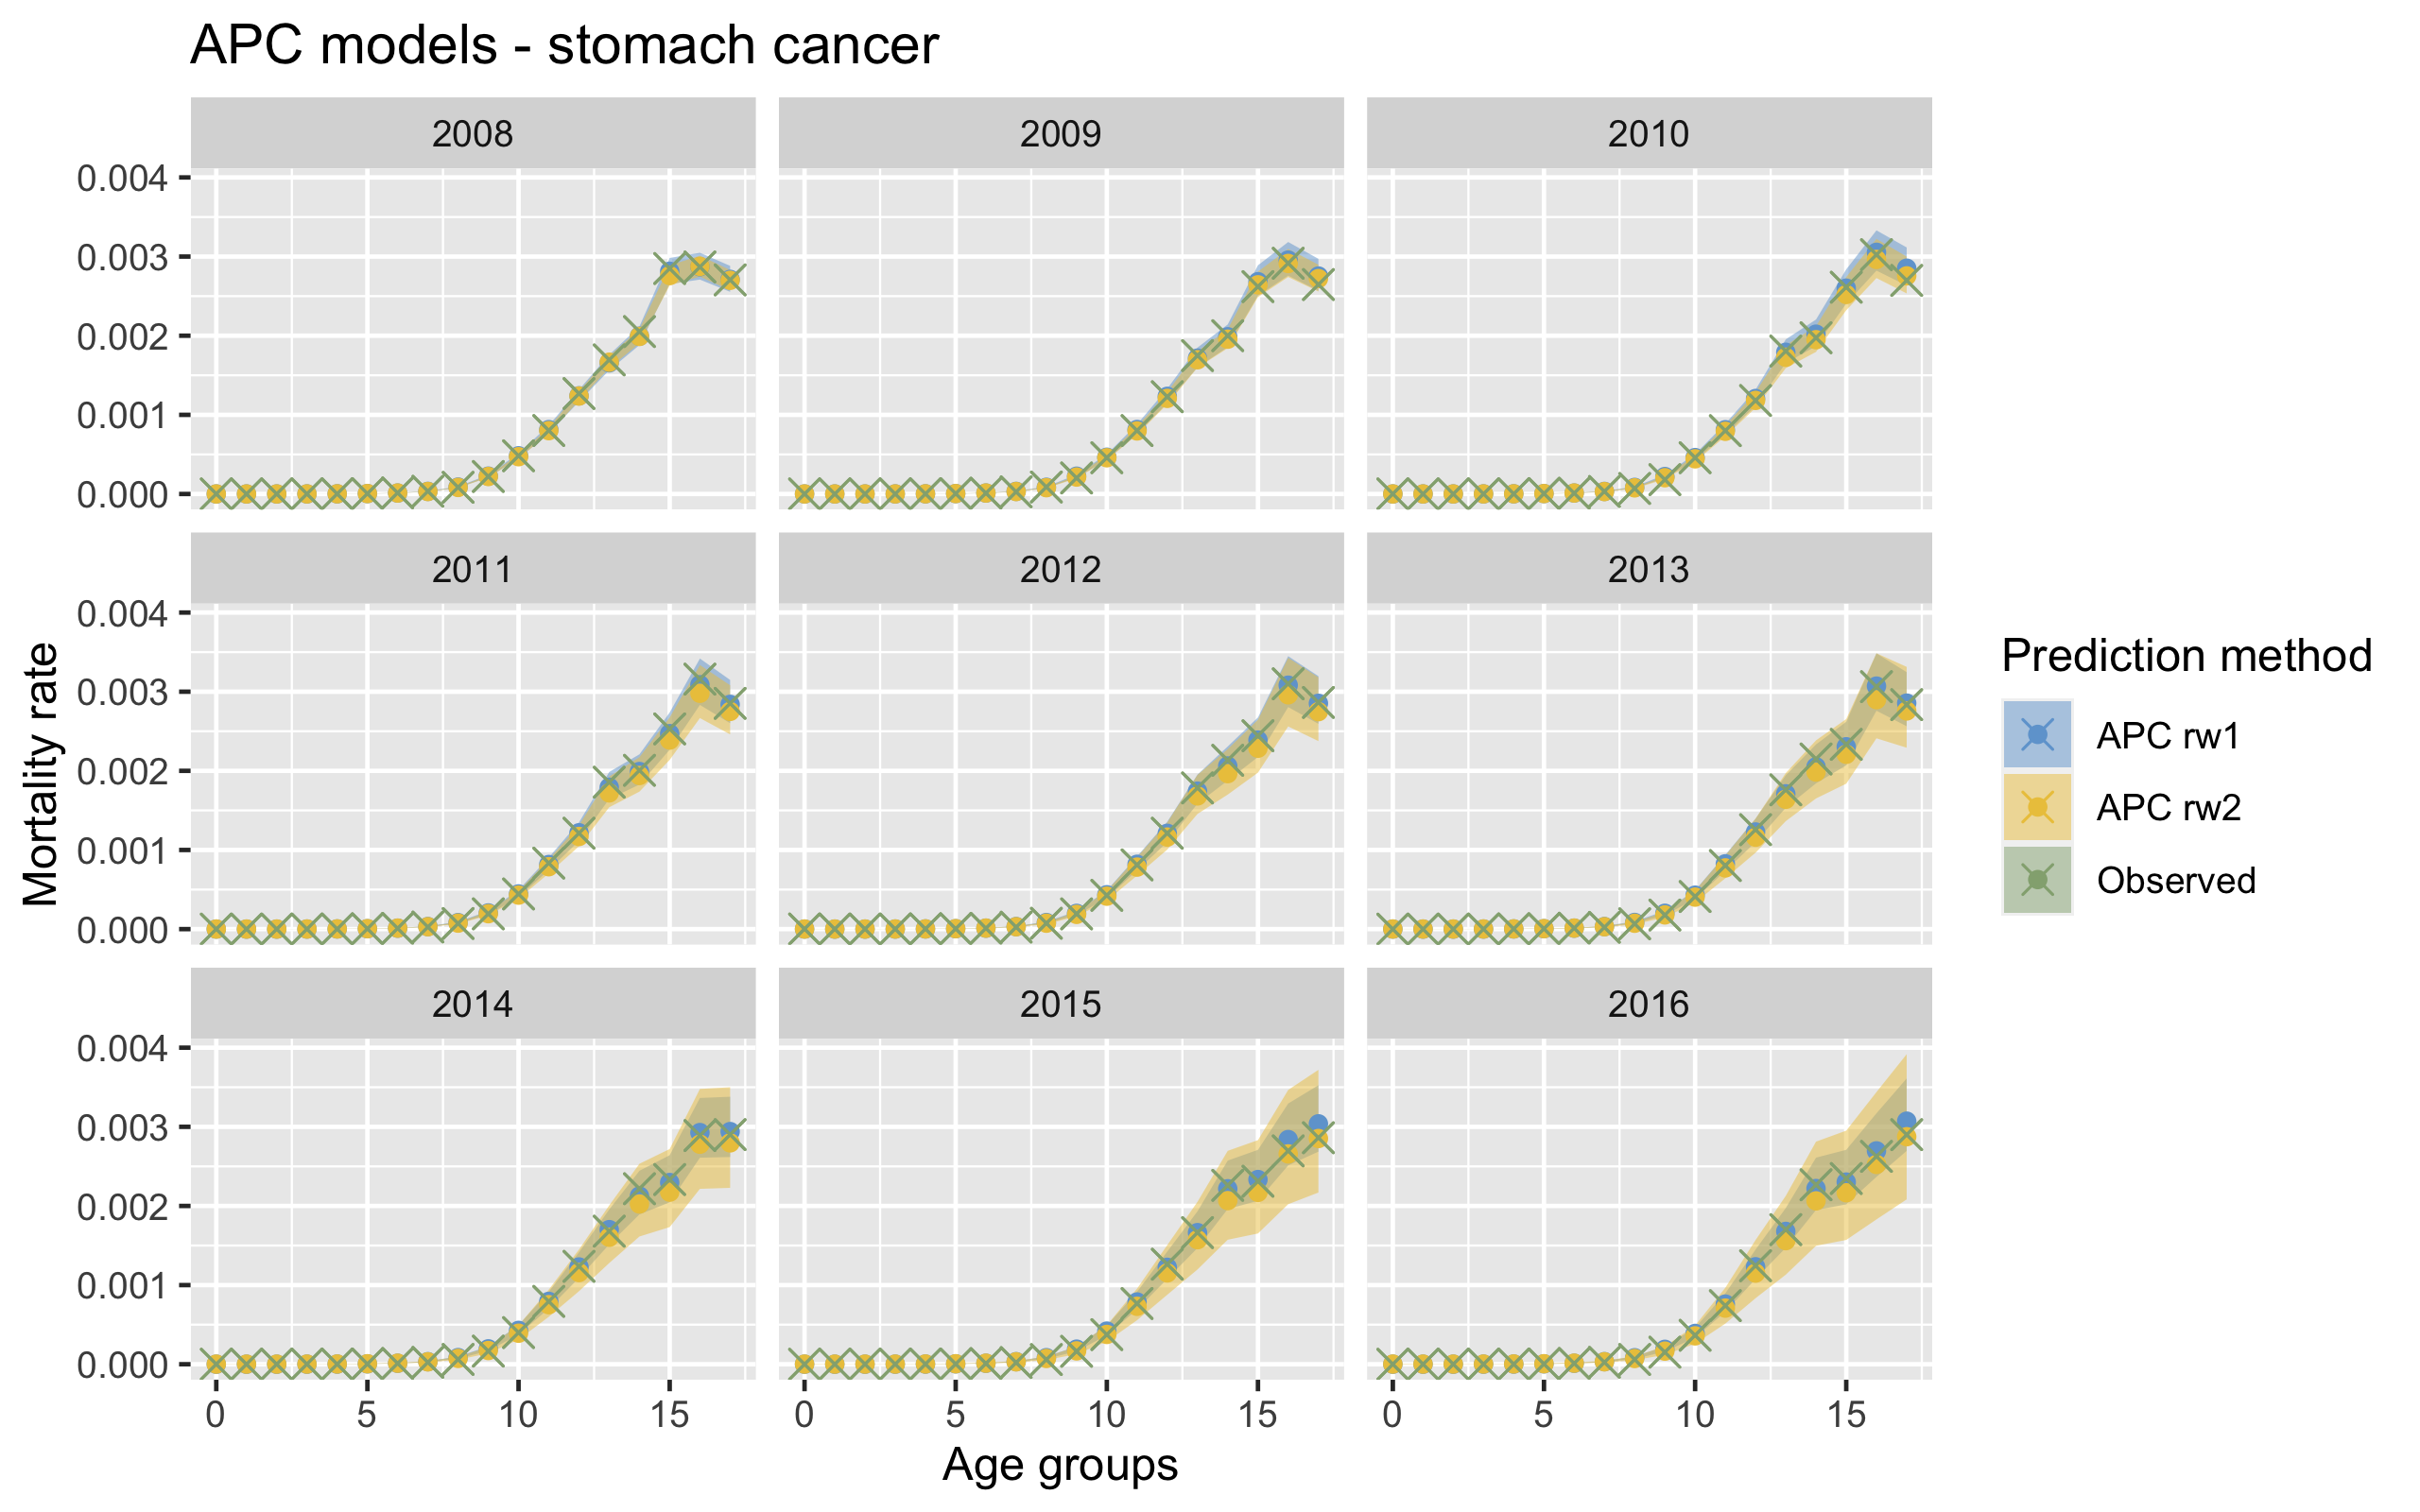 APC models - stomach cancer
2008
2009
2010
0.004
0.003
0.002
0.001
0.000
2011
2012
2013
0.004
0.003
0.002
0.001
0.000
2014
2015
2016
0.004
0.003
0.002
0.001
0.000
0 5 10 15
0 5 10 15
0 5 10 15
Age groups
Mortality rate
Prediction method
APC rw1
APC rw2
Observed